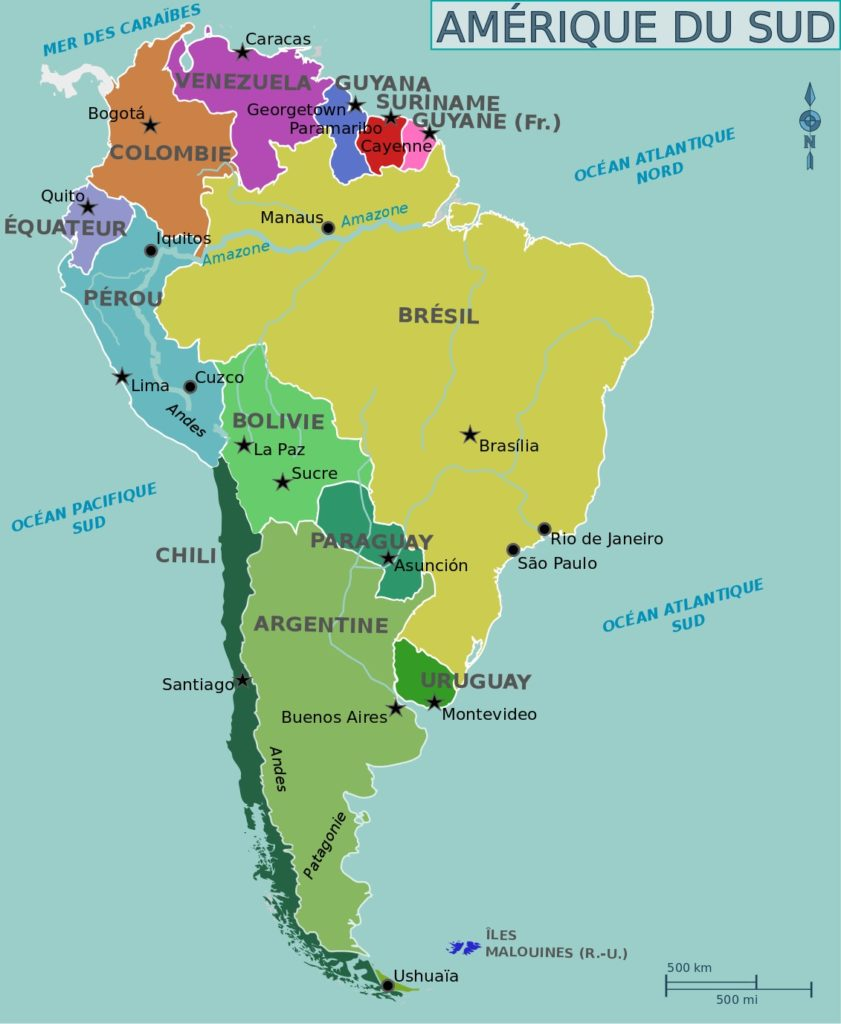 AMÉRIQUE DU SUD
MER DES CARAÏBES
Caracas
VENEZUELA
GUYANA
SURINAME
GUYANE (Fr.)
Georgetown
Paramaribo
Cayenne
Bogotá
COLOMBIE
N
OCÉAN ATLANTIQUE
NORD
Quito
ÉQUATEUR
Iquitos
Manaus
Amazone
Amazone
PÉROU
BRÉSIL
Lima
Cuzco
Andes
BOLIVIE
La Paz
Sucre
Brasília
OCÉAN PACIFIQUE
SUD
CHILI
PARAGUAY
Asunción
Rio de Janeiro
São Paulo
OCÉAN ATLANTIQUE
SUD
ARGENTINE
Santiago
URUGUAY
Buenos Aires
Montevideo
Andes
Patagonie
ÎLES
MALOUINES (R.-U.)
Ushuaïa
500 km
500 mi